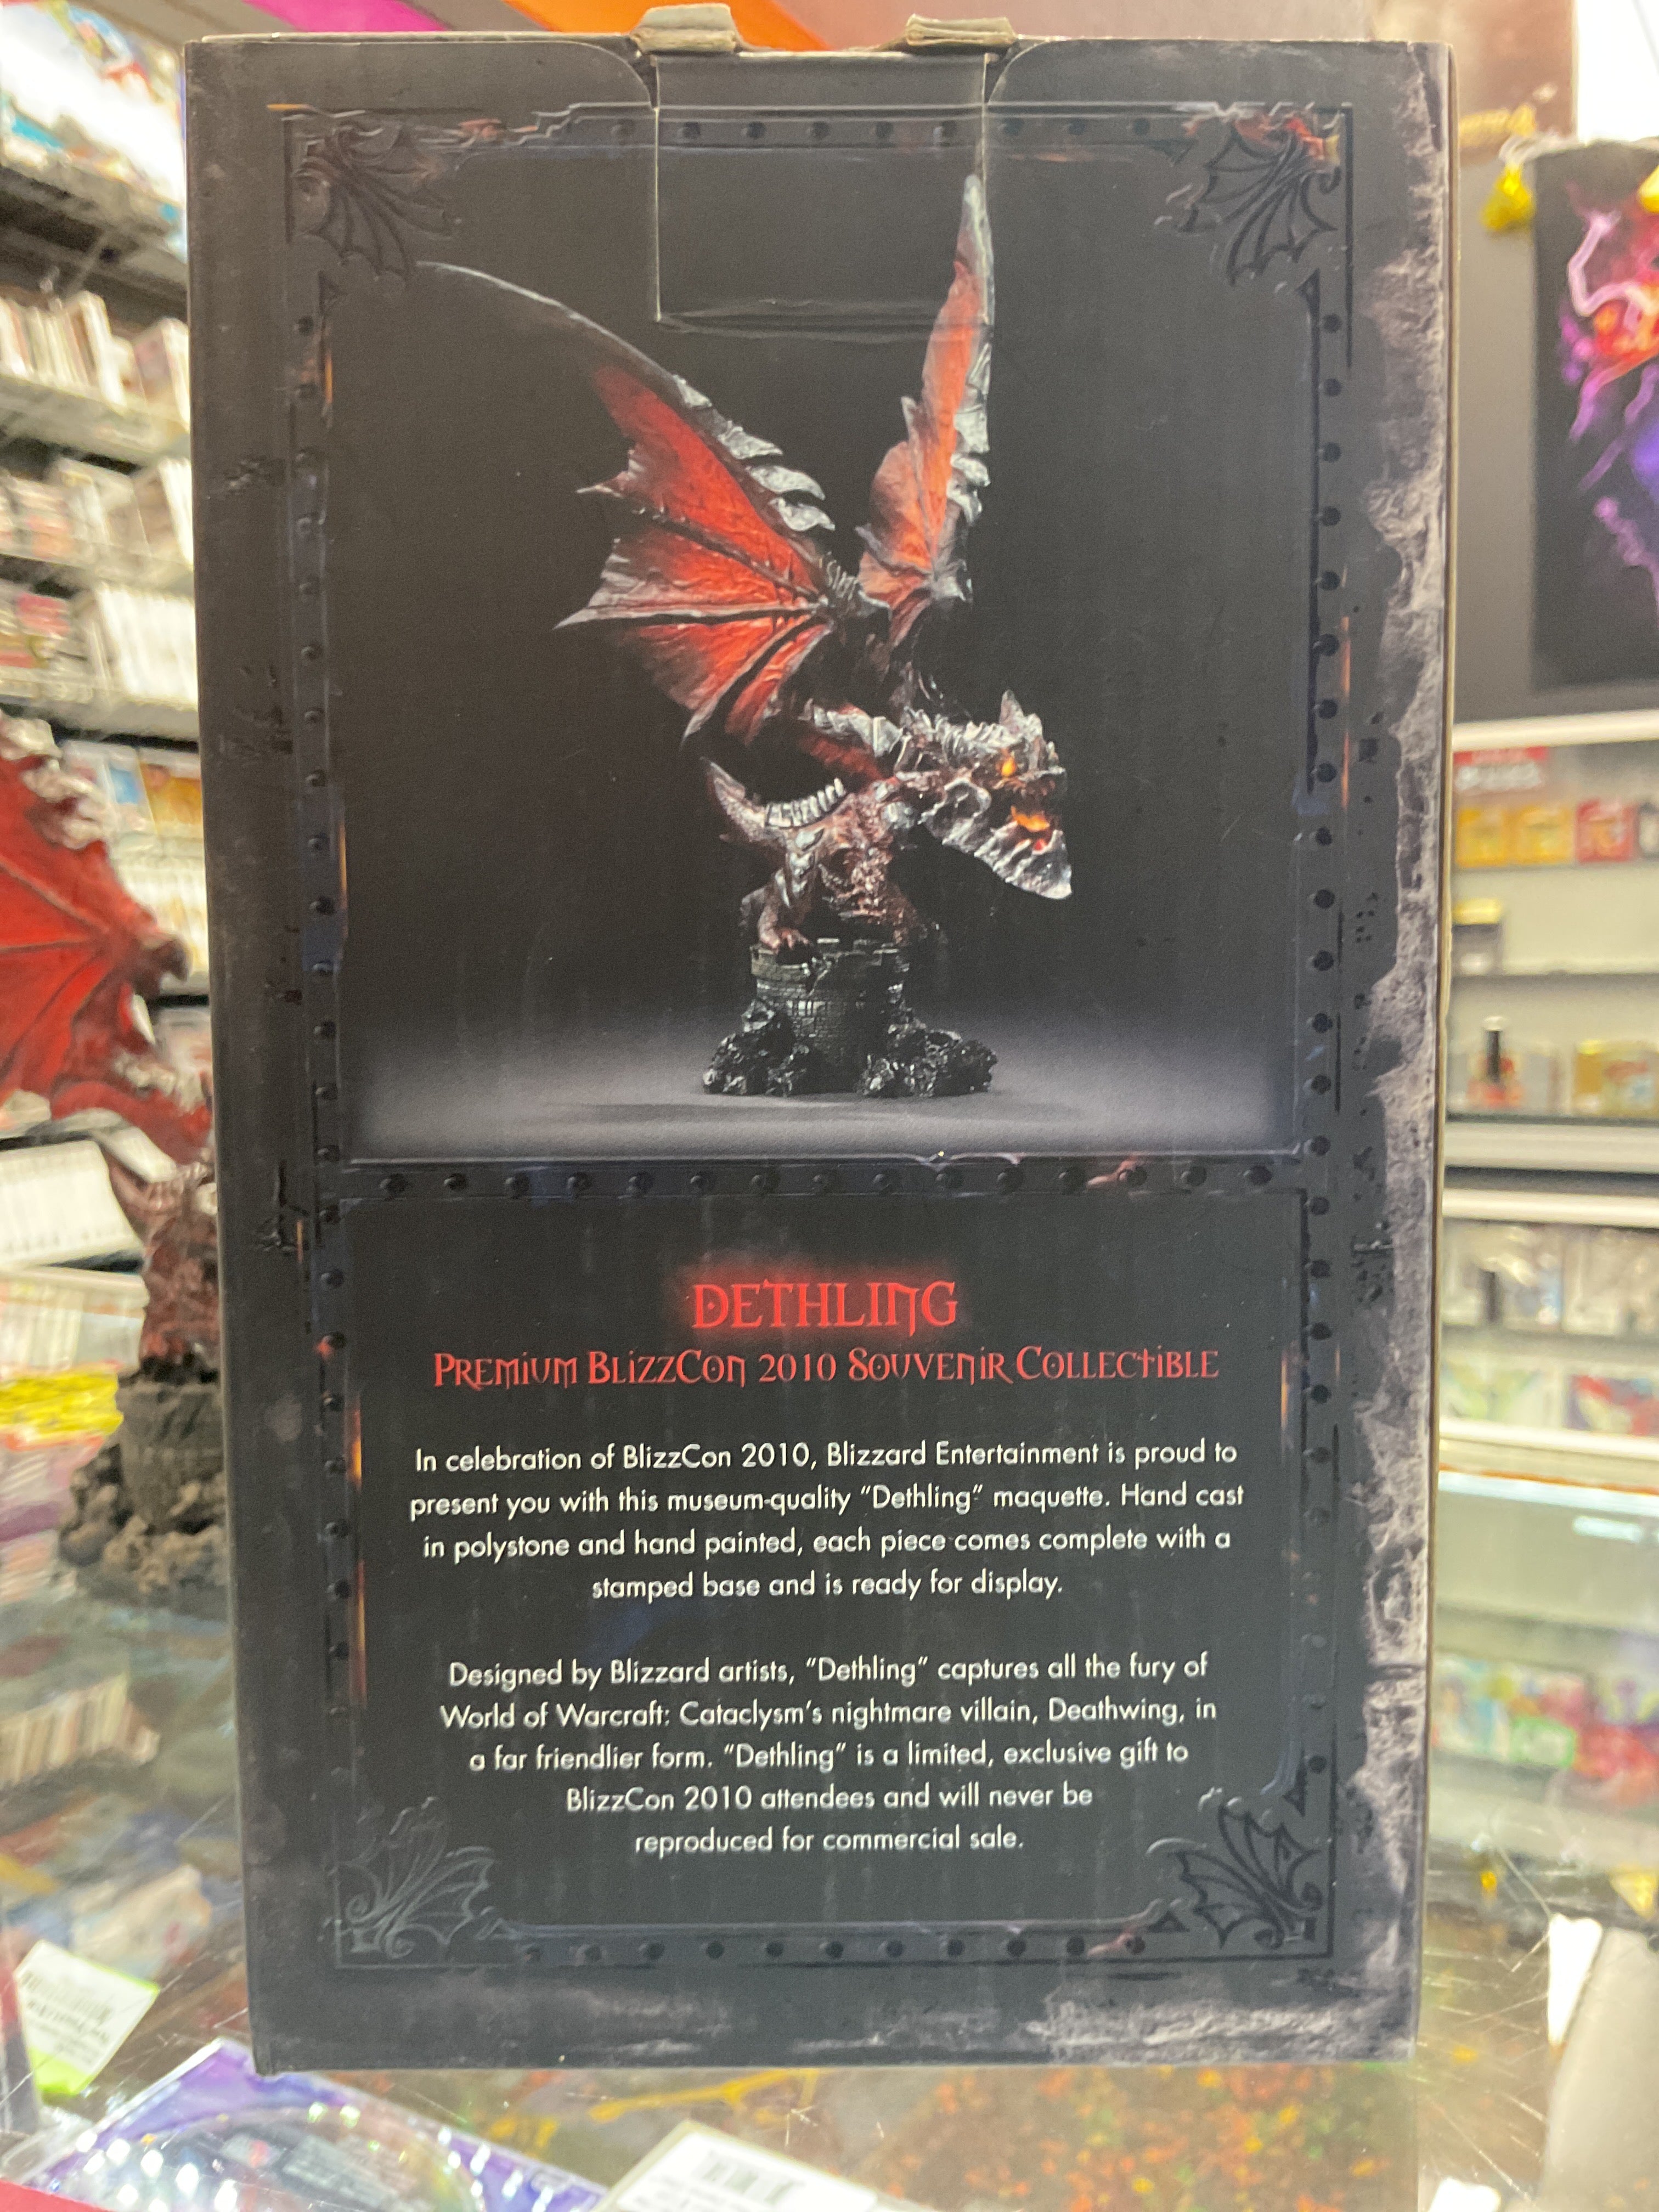 DETHLING
PREMIUM BLIZZCON 2010 SOUVENIR COLLECTIBLE
In celebration of BlizzCon 2010, Blizzard Entertainment is proud to
present you with this museum-quality “Dethling” maquette. Hand cast
in polystone and hand painted, each piece comes complete with a
stamped base and is ready for display.
Designed by Blizzard artists, “Dethling” captures all the fury of
World of Warcraft: Cataclysm’s nightmare villain, Deathwing, in
a far friendlier form. “Dethling” is a limited, exclusive gift to
BlizzCon 2010 attendees and will never be
reproduced for commercial sale.